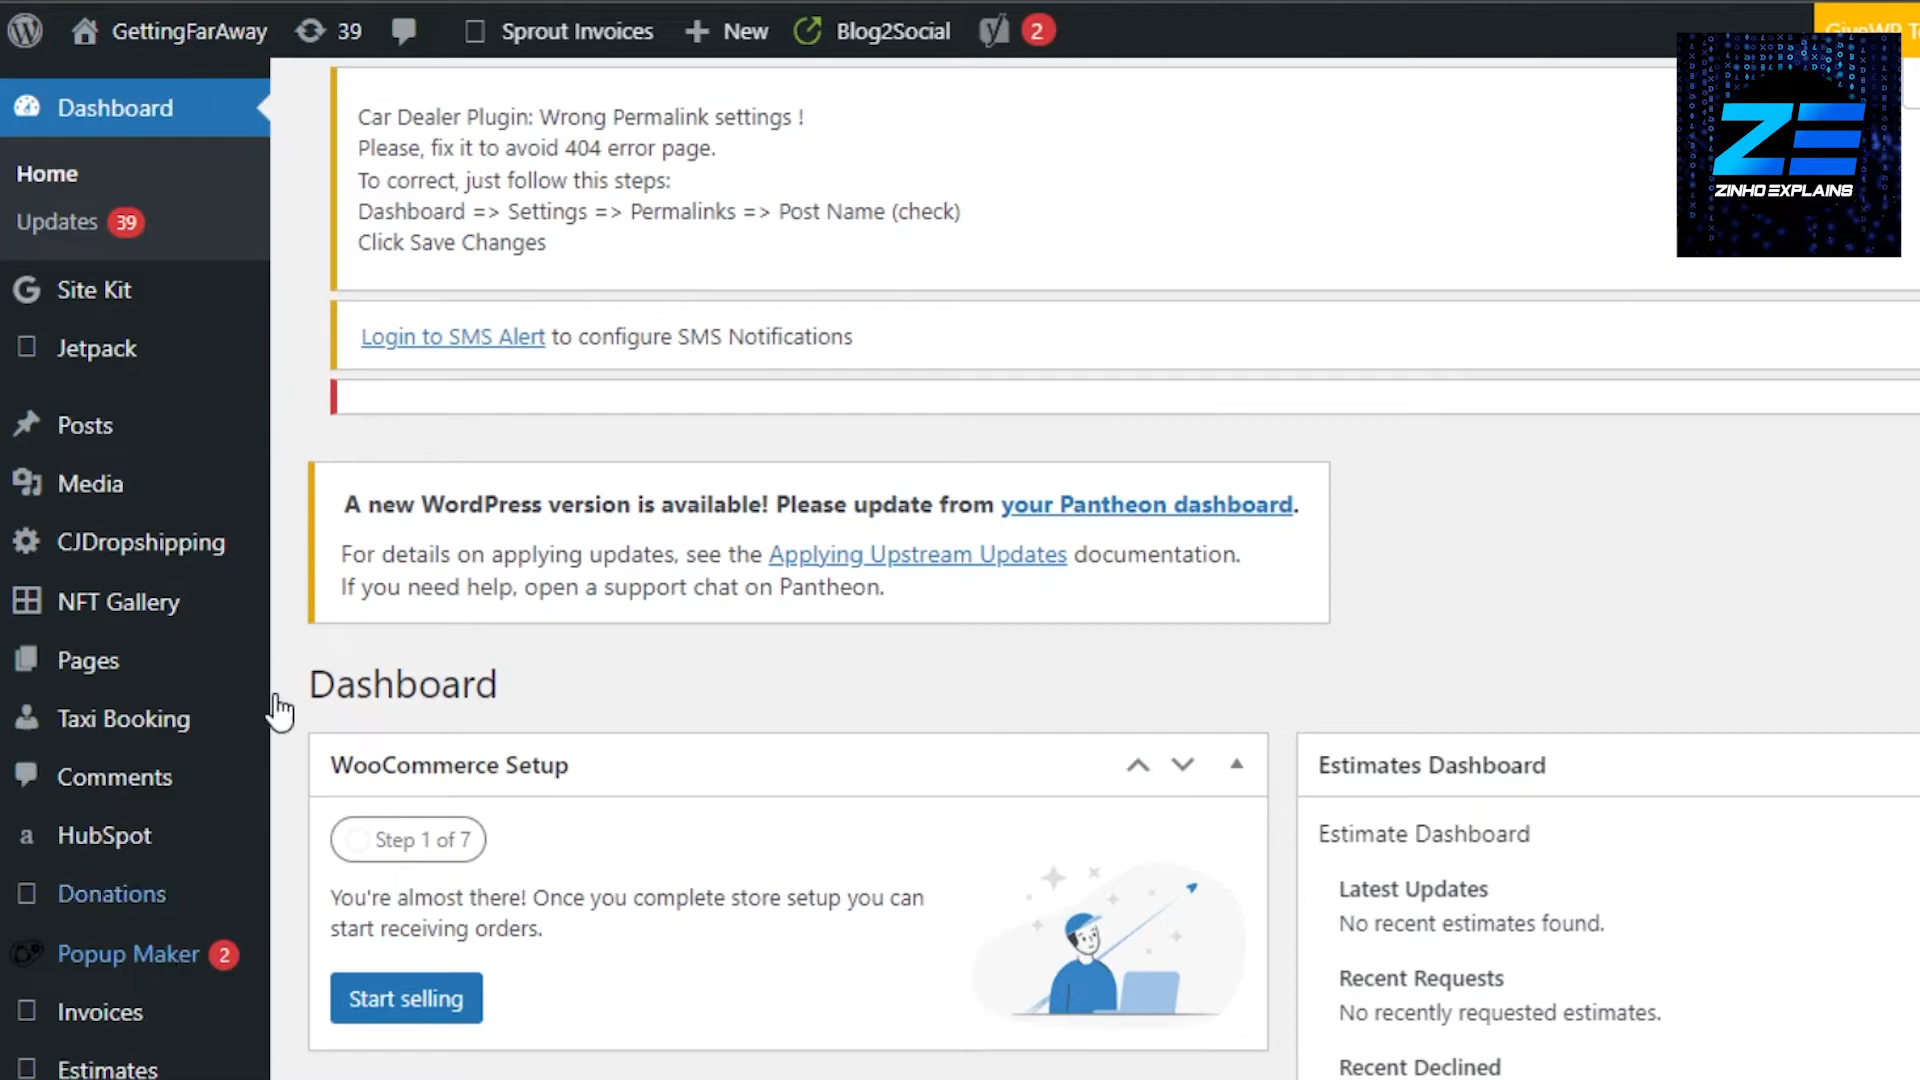 GettingFarAway
39
Sprout Invoices
New
Blog2Social
2
GiveWP
ZE
ZINHO EXPLAINS
Dashboard
Home
Updates 39
Site Kit
Jetpack
Posts
Media
CJDropshipping
NFT Gallery
Pages
Taxi Booking
Comments
HubSpot
Donations
Popup Maker 2
Invoices
Estimates
Car Dealer Plugin: Wrong Permalink settings !
Please, fix it to avoid 404 error page.
To correct, just follow this steps:
Dashboard => Settings => Permalinks => Post Name (check)
Click Save Changes
Login to SMS Alert to configure SMS Notifications
A new WordPress version is available! Please update from your Pantheon dashboard.
For details on applying updates, see the Applying Upstream Updates documentation.
If you need help, open a support chat on Pantheon.
Dashboard
WooCommerce Setup
Step 1 of 7
You're almost there! Once you complete store setup you can
start receiving orders.
Start selling
Estimates Dashboard
Estimate Dashboard
Latest Updates
No recent estimates found.
Recent Requests
No recently requested estimates.
Recent Declined